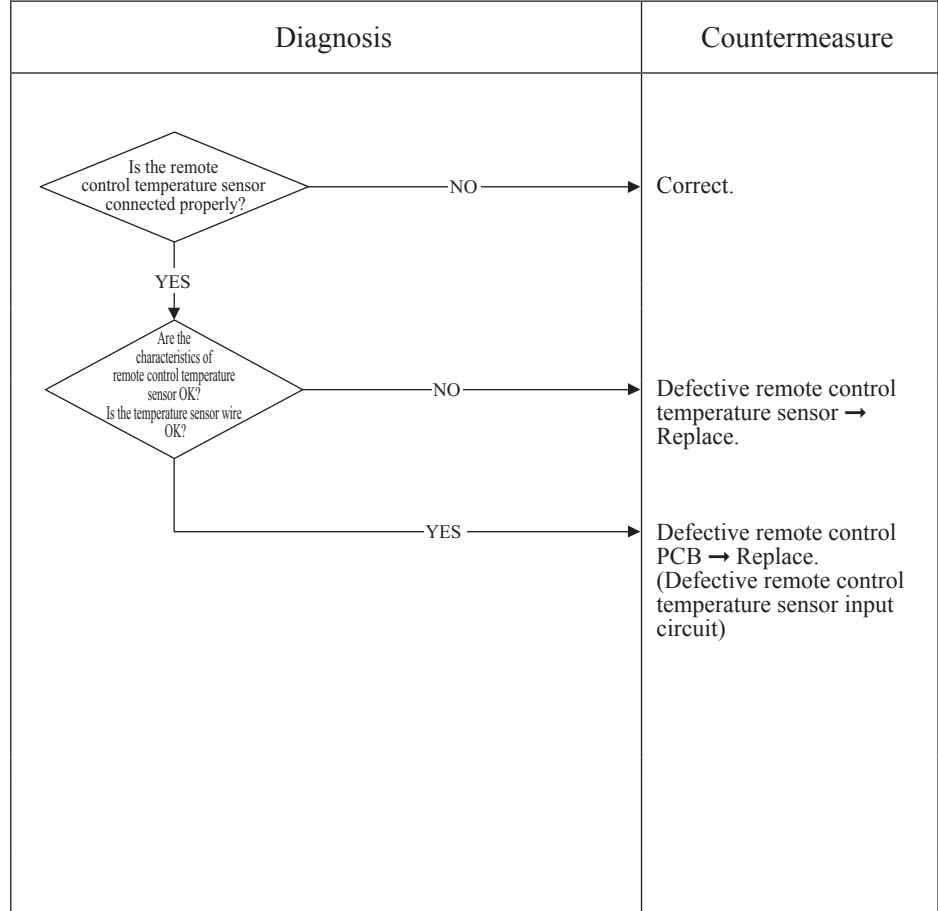 Diagnosis
Countermeasure
Is the remote
control temperature sensor
connected properly?
NO
Correct.
YES
Are the
characteristics of
remote control temperature
sensor OK?
Is the temperature sensor wire
OK?
NO
Defective remote control
temperature sensor ➞
Replace.
YES
Defective remote control
PCB ➞ Replace.
(Defective remote control
temperature sensor input
circuit)